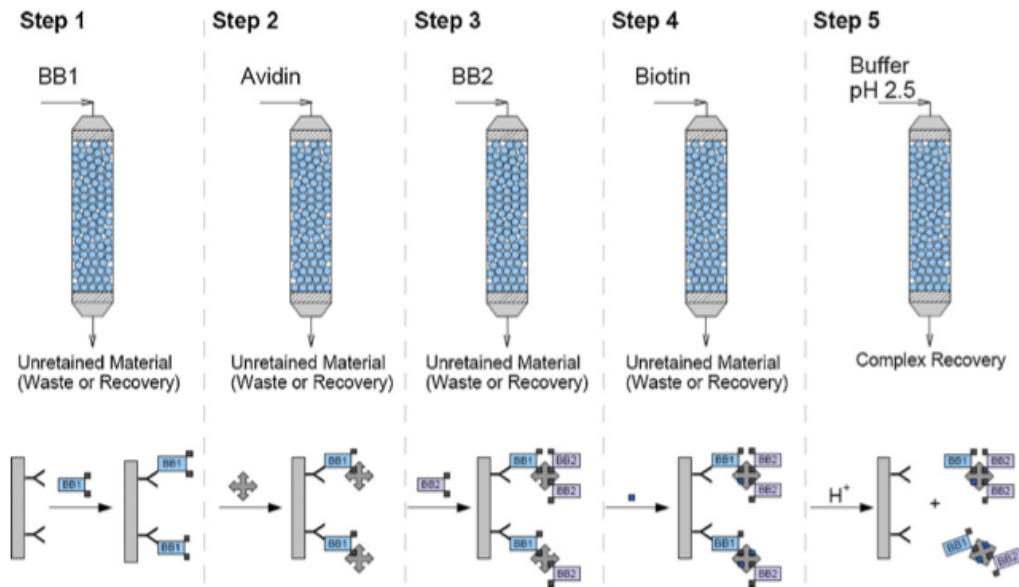 Step 1
Step 2
Step 3
Step 4
Step 5
BB1
Avidin
BB2
Biotin
Buffer
pH 2.5
Unretained Material
(Waste or Recovery)
Unretained Material
(Waste or Recovery)
Unretained Material
(Waste or Recovery)
Unretained Material
(Waste or Recovery)
Complex Recovery
BB1
BB1
BB1
BB1
BB1
BB2
BB1
BB2
BB2
BB1
BB2
BB1
BB2
BB2
BB1
BB2
H+
+
BB1
BB2
BB2
BB1
BB2